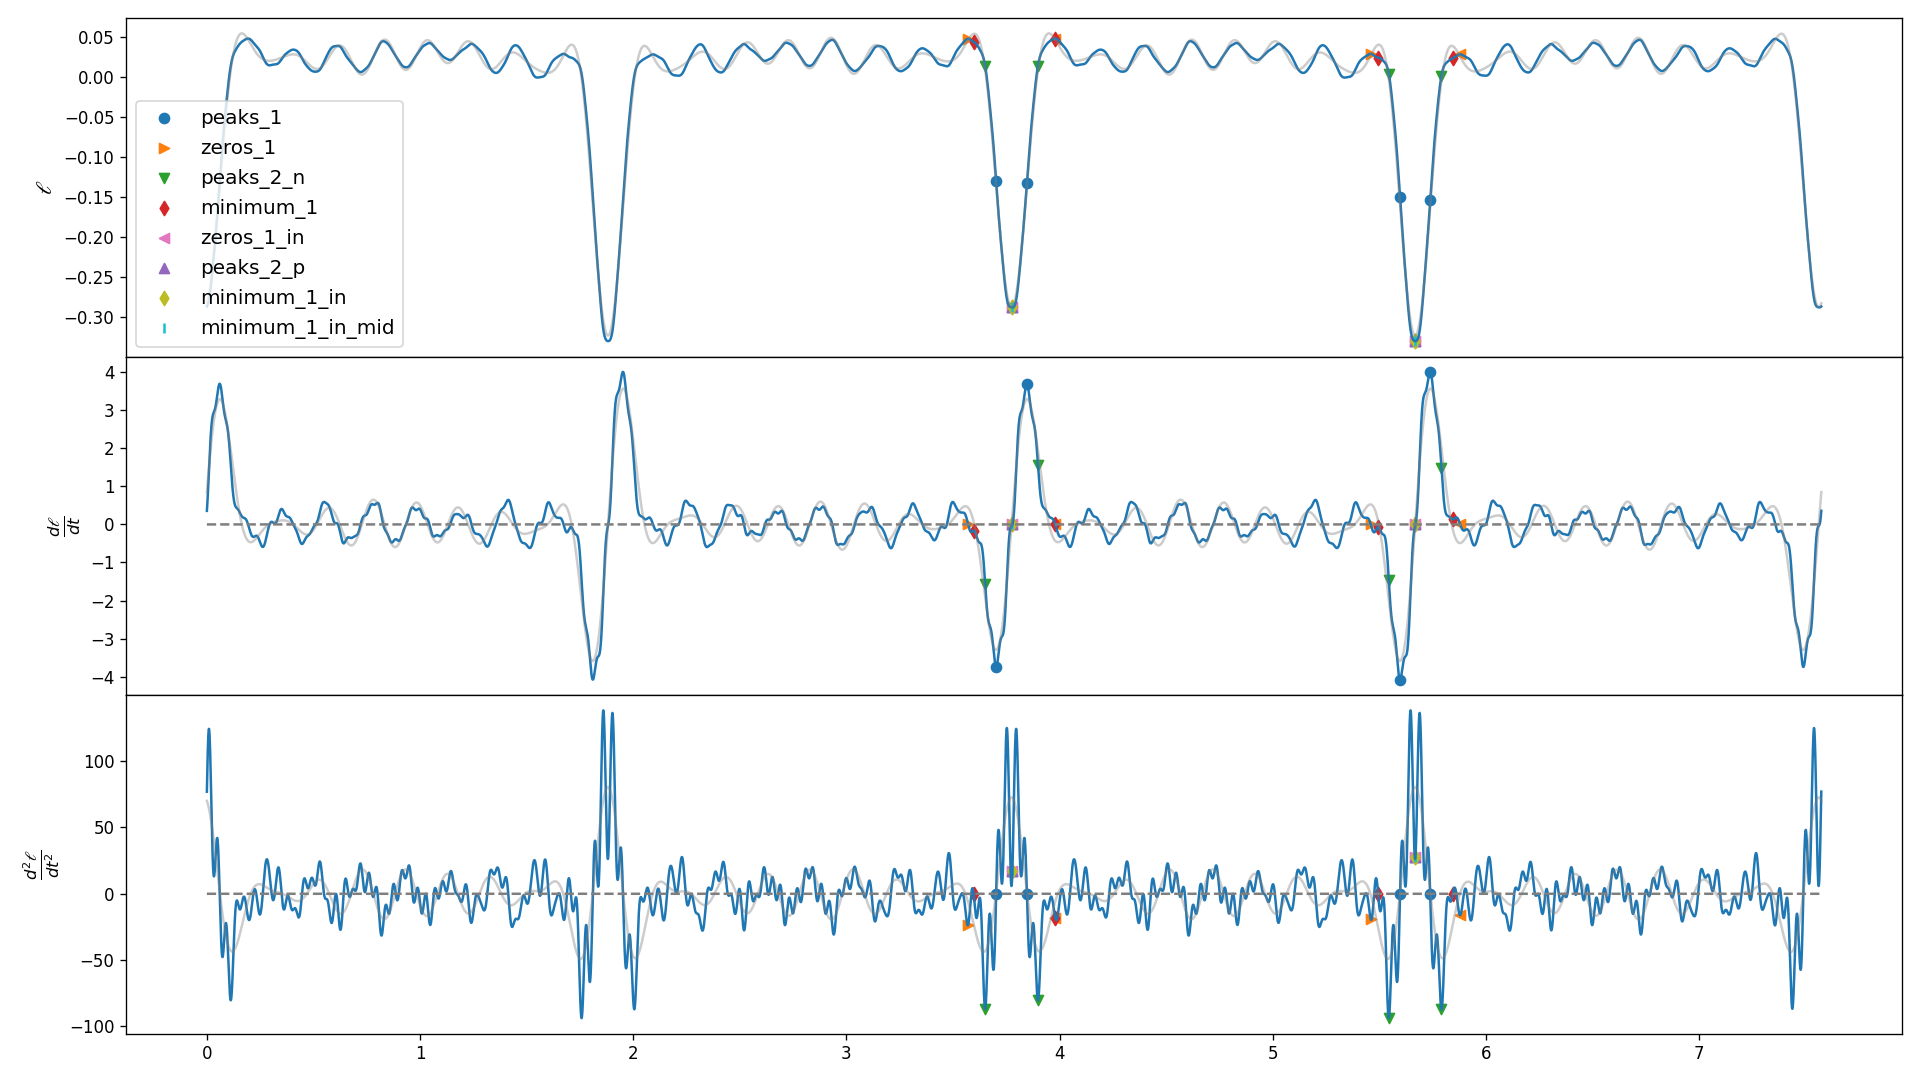 0.05
0.00
−0.05
−0.10
−0.15
−0.20
−0.25
−0.30
ℓ
peaks_1
zeros_1
peaks_2_n
minimum_1
zeros_1_in
peaks_2_p
minimum_1_in
minimum_1_in_mid
4
3
2
1
0
−1
−2
−3
−4
dℓ
dt
100
50
0
−50
−100
d²ℓ
dt²
0 1 2 3 4 5 6 7